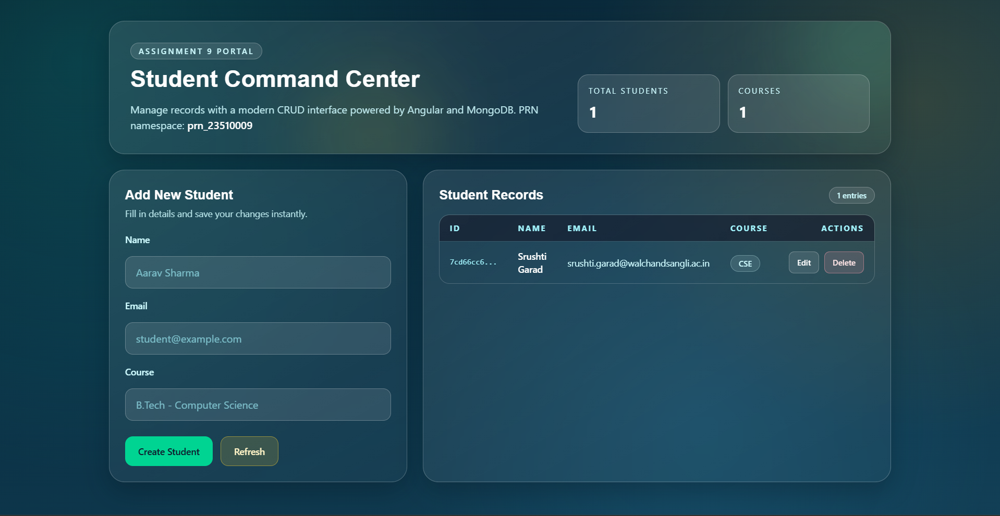 ASSIGNMENT 9 PORTAL
Student Command Center
Manage records with a modern CRUD interface powered by Angular and MongoDB. PRN
namespace: prn_23510009
TOTAL STUDENTS
1
COURSES
1
Add New Student
Fill in details and save your changes instantly.
Name
Aarav Sharma
Email
student@example.com
Course
B.Tech - Computer Science
Create Student
Refresh
Student Records
1 entries
ID NAME EMAIL COURSE ACTIONS
7cd66cc6... Srushti Garad srushti.garad@walchandsangli.ac.in CSE Edit Delete